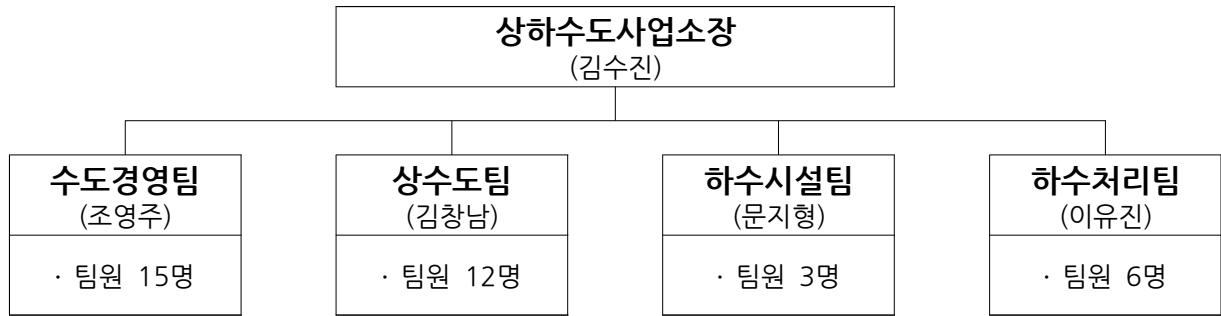 상하수도사업소장
(김수진)
수도경영팀
(조영주)
· 팀원 15명
상수도팀
(김창남)
· 팀원 12명
하수시설팀
(문지형)
· 팀원 3명
하수처리팀
(이유진)
· 팀원 6명